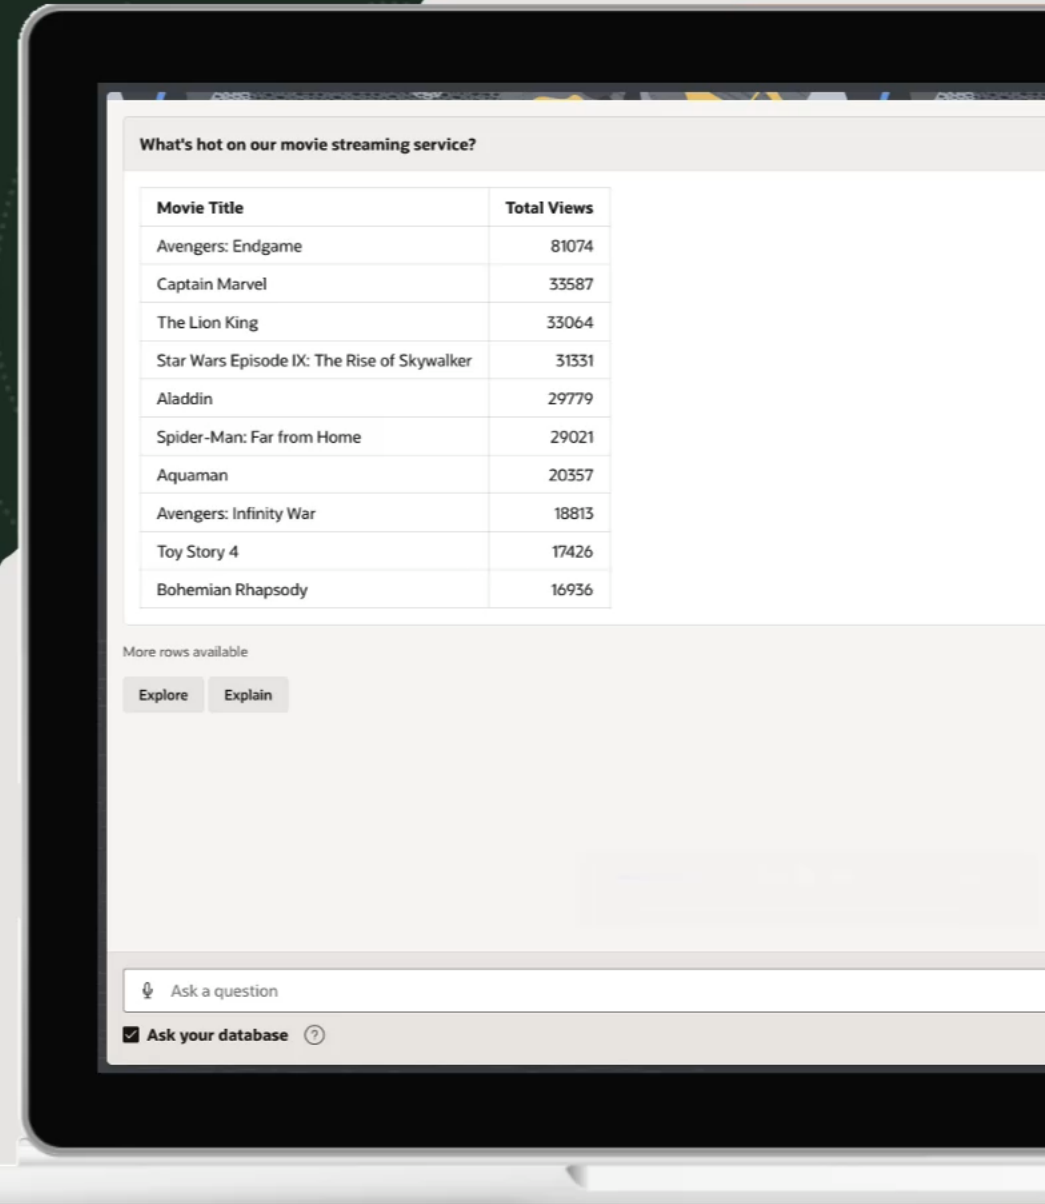 What's hot on our movie streaming service?
Movie Title Total Views
Avengers: Endgame 81074
Captain Marvel 33587
The Lion King 33064
Star Wars Episode IX: The Rise of Skywalker 31331
Aladdin 29779
Spider-Man: Far from Home 29021
Aquaman 20357
Avengers: Infinity War 18813
Toy Story 4 17426
Bohemian Rhapsody 16936
More rows available
Explore Explain
Ask a question
Ask your database ?